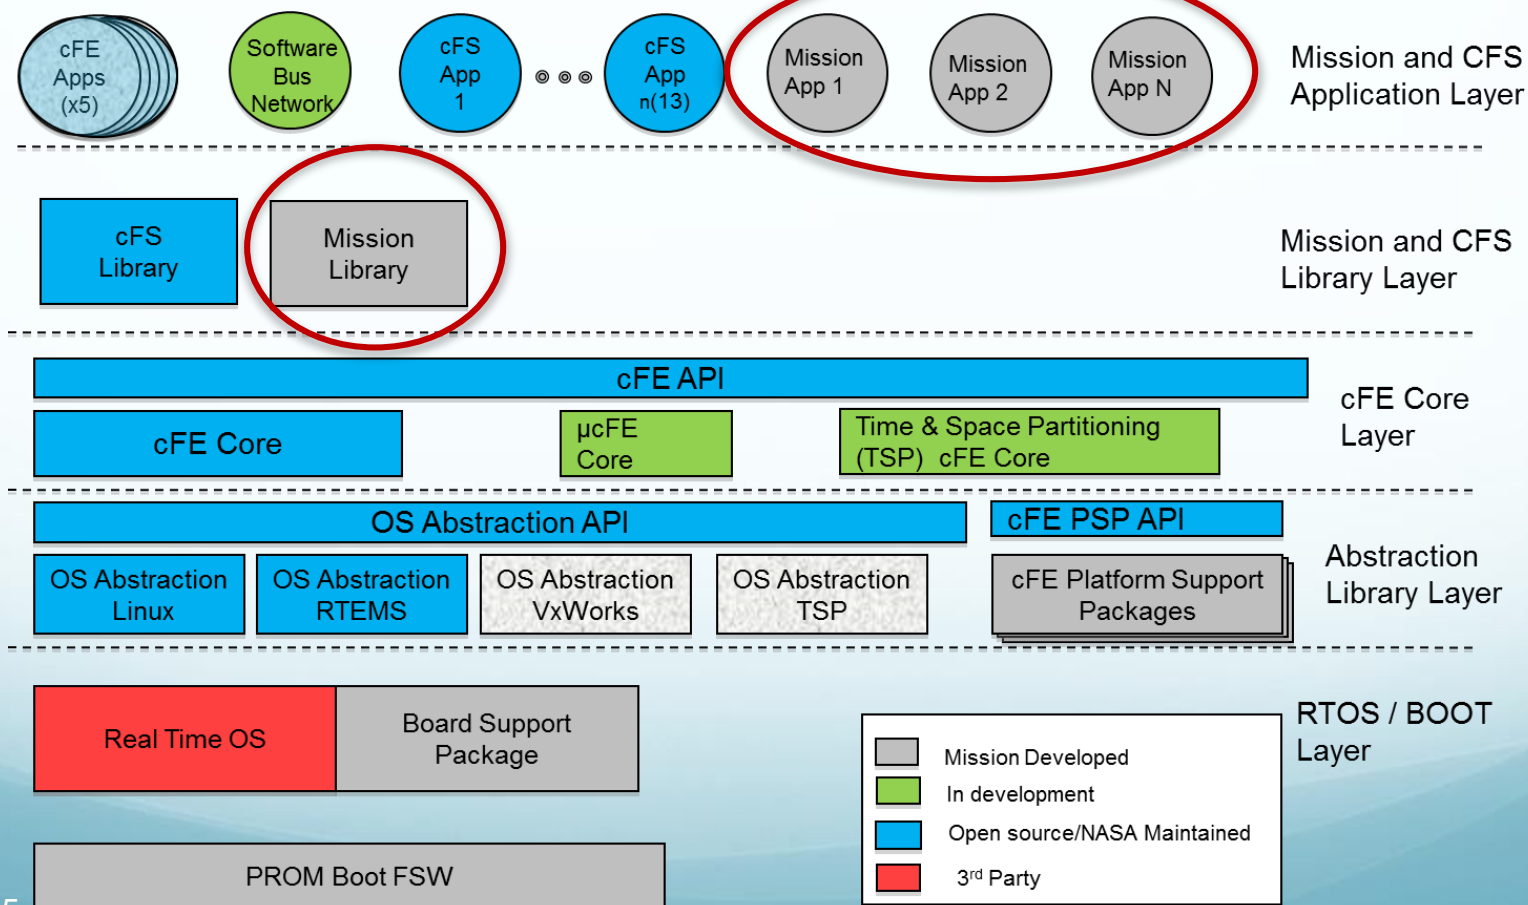 cFE
Apps
(x5)
Software
Bus
Network
cFS
App
1
cFS
App
n(13)
Mission
App 1
Mission
App 2
Mission
App N
Mission and CFS
Application Layer
cFS
Library
Mission
Library
Mission and CFS
Library Layer
cFE API
cFE Core
µcFE
Core
Time & Space Partitioning
(TSP) cFE Core
cFE Core
Layer
OS Abstraction API
cFE PSP API
OS Abstraction
Linux
OS Abstraction
RTEMS
OS Abstraction
VxWorks
OS Abstraction
TSP
cFE Platform Support
Packages
Abstraction
Library Layer
Real Time OS
Board Support
Package
RTOS / BOOT
Layer
Mission Developed
In development
Open source/NASA Maintained
3rd Party
PROM Boot FSW
5